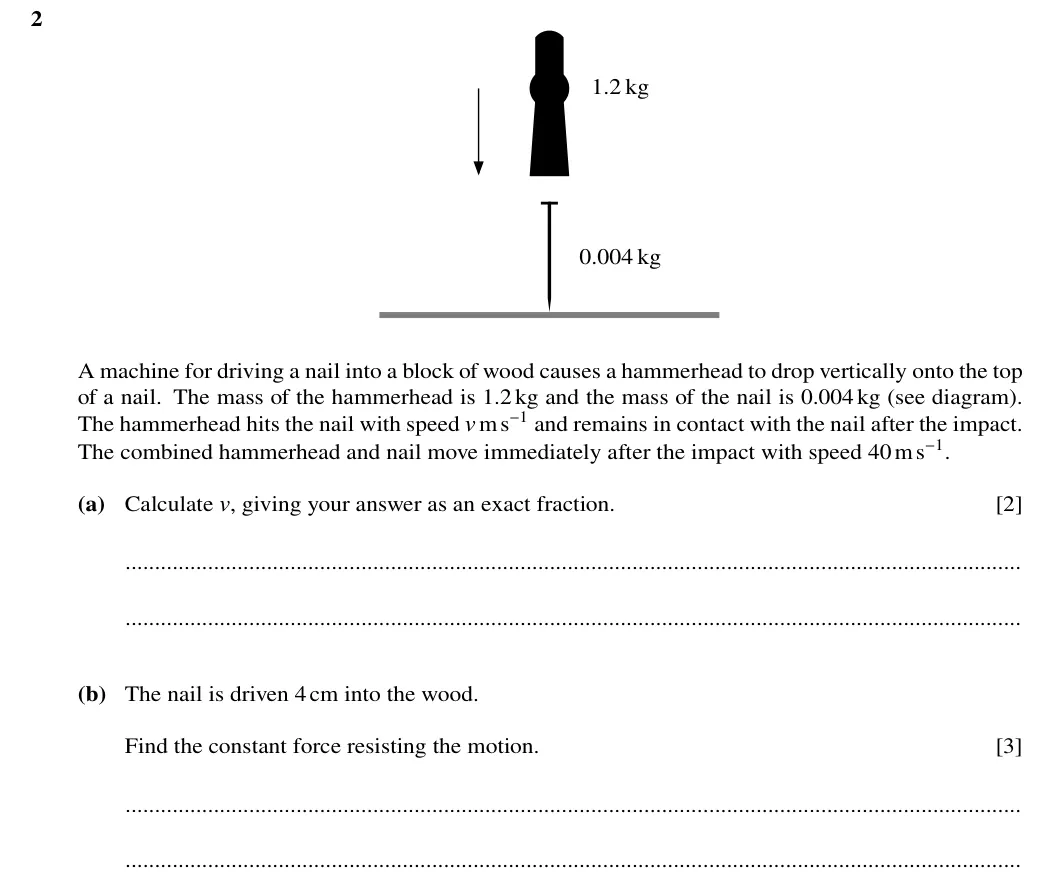 2
1.2 kg
0.004 kg
A machine for driving a nail into a block of wood causes a hammerhead to drop vertically onto the top
of a nail. The mass of the hammerhead is 1.2 kg and the mass of the nail is 0.004 kg (see diagram).
The hammerhead hits the nail with speed v m s⁻¹ and remains in contact with the nail after the impact.
The combined hammerhead and nail move immediately after the impact with speed 40 m s⁻¹.
(a) Calculate v, giving your answer as an exact fraction. [2]
(b) The nail is driven 4 cm into the wood.
Find the constant force resisting the motion. [3]